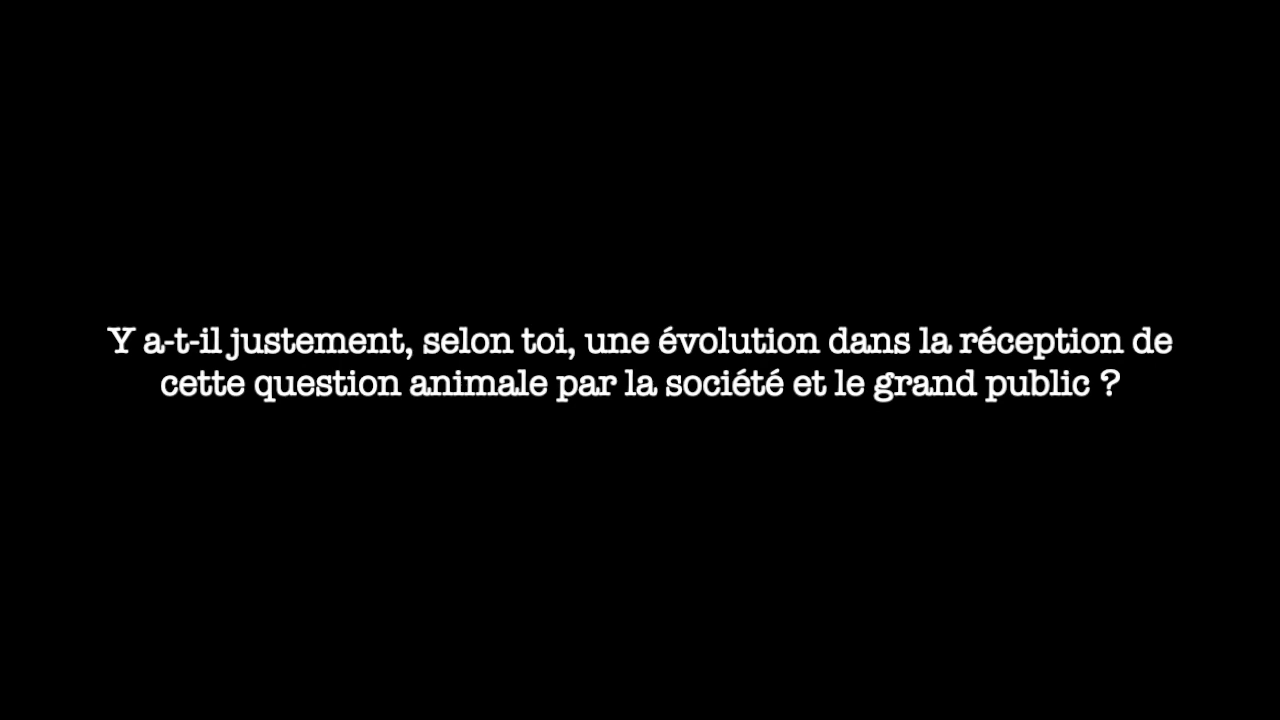 Y a-t-il justement, selon toi, une évolution dans la réception de
cette question animale par la société et le grand public ?